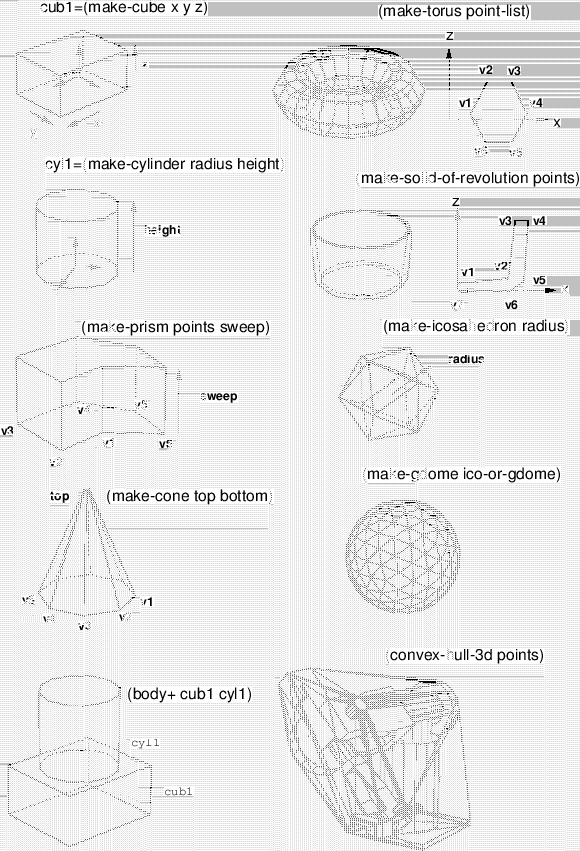 cub1=(make-cube x y z)
(make-torus point-list)
z
v2 v3
v1 v4
x
y
cyl1=(make-cylinder radius height)
height
(make-solid-of-revolution points)
z
v3 v4
v1 v2
v5
v6
(make-prism points sweep)
sweep
v3
v4 v5
v2 v1 v5
(make-icosahedron radius)
radius
top
(make-cone top bottom)
v5 v1
v4 v3 v2
(make-gdome ico-or-gdome)
(body+ cub1 cyl1)
cyl1
cub1
(convex-hull-3d points)